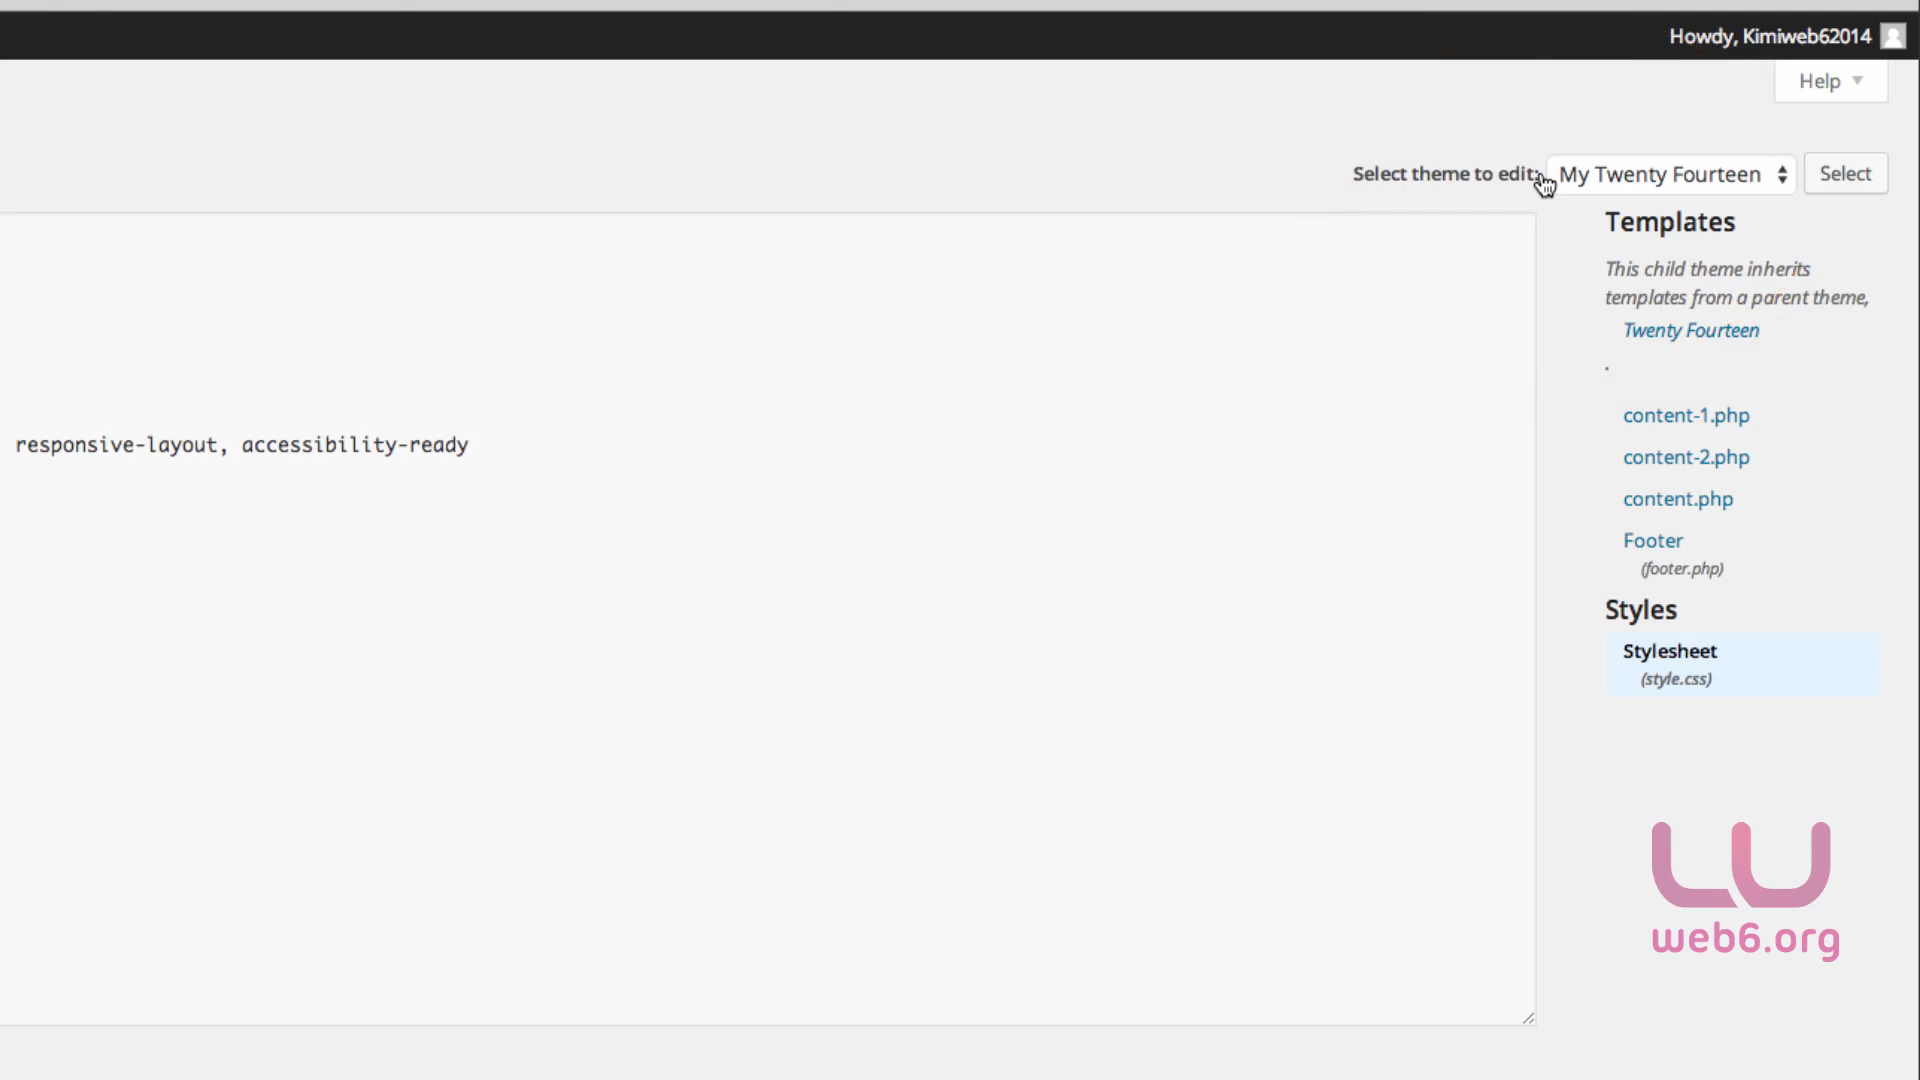 Howdy, Kimiweb62014
Help
Select theme to edit: My Twenty Fourteen Select
Templates
This child theme inherits
templates from a parent theme,
Twenty Fourteen
.
content-1.php
content-2.php
responsive-layout, accessibility-ready
content.php
Footer
(footer.php)
Styles
Stylesheet
(style.css)
web6.org